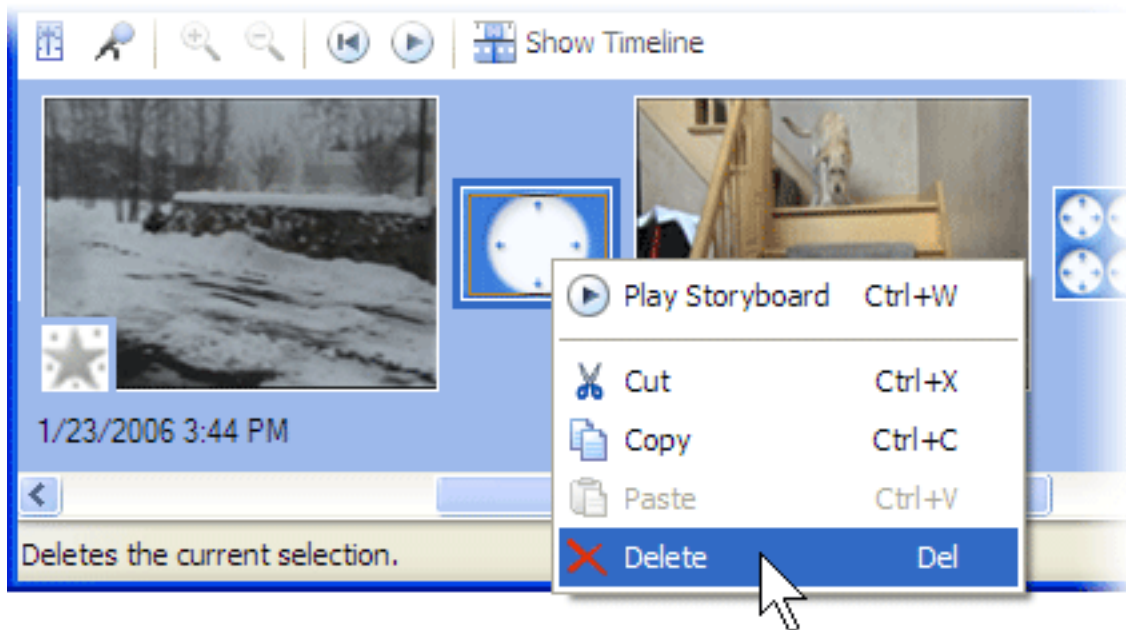 Show Timeline
Play Storyboard Ctrl+W
Cut Ctrl+X
Copy Ctrl+C
1/23/2006 3:44 PM
Paste Ctrl+V
Delete Del
Deletes the current selection.